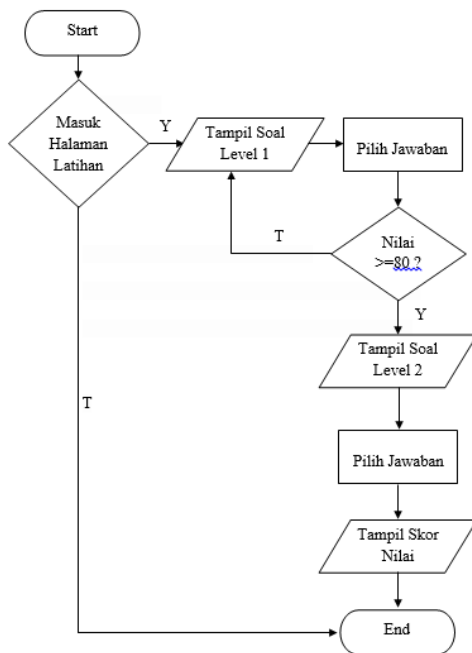 Start
Masuk
Halaman
Latihan
Y
Tampil Soal
Level 1
Pilih Jawaban
T
Nilai
>=80 ?
Y
Tampil Soal
Level 2
T
Pilih Jawaban
Tampil Skor
Nilai
End